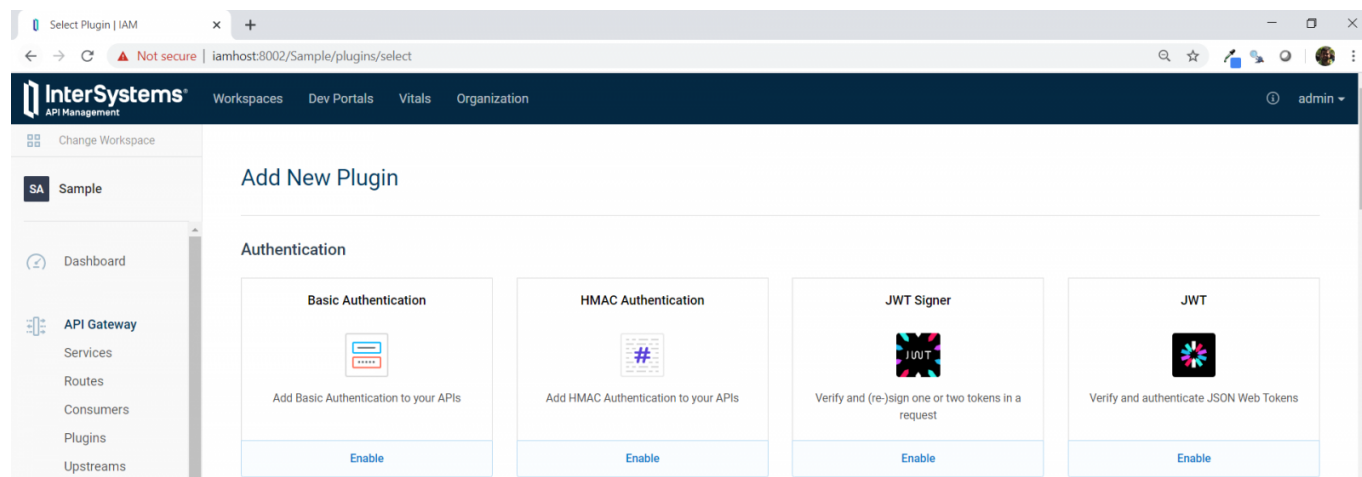 Select Plugin | IAM
Not secure | iamhost:8002/Sample/plugins/select
InterSystems®
API Management
Workspaces Dev Portals Vitals Organization
admin
Change Workspace
SA Sample
Add New Plugin
Dashboard
API Gateway
Services
Routes
Consumers
Plugins
Upstreams
Authentication
Basic Authentication
Add Basic Authentication to your APIs
Enable
HMAC Authentication
#
Add HMAC Authentication to your APIs
Enable
JWT Signer
JWT
Verify and (re-)sign one or two tokens in a
request
Enable
JWT
Verify and authenticate JSON Web Tokens
Enable